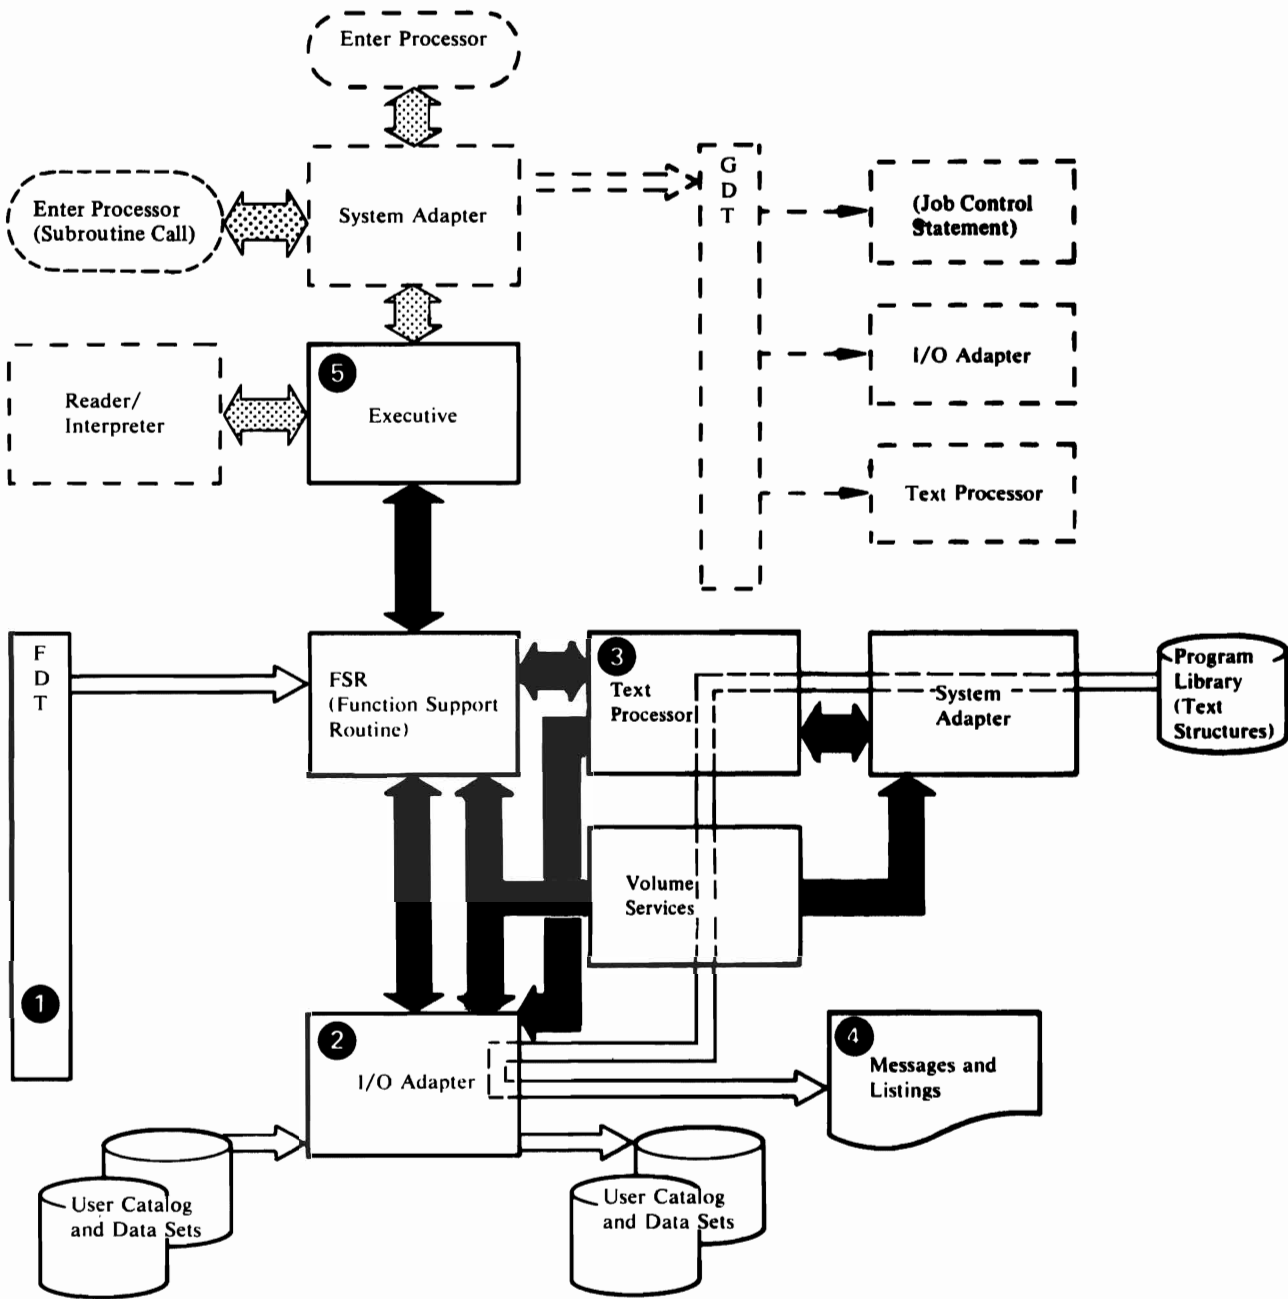 Enter Processor
Enter Processor
(Subroutine Call)
System Adapter
G
D
T
(Job Control
Statement)
I/O Adapter
Text Processor
Reader/
Interpreter
5
Executive
F
D
T
1
FSR
(Function Support
Routine)
3
Text
Processor
System
Adapter
Program
Library
(Text
Structures)
Volume
Services
2
I/O Adapter
4
Messages and
Listings
User Catalog
and Data Sets
User Catalog
and Data Sets